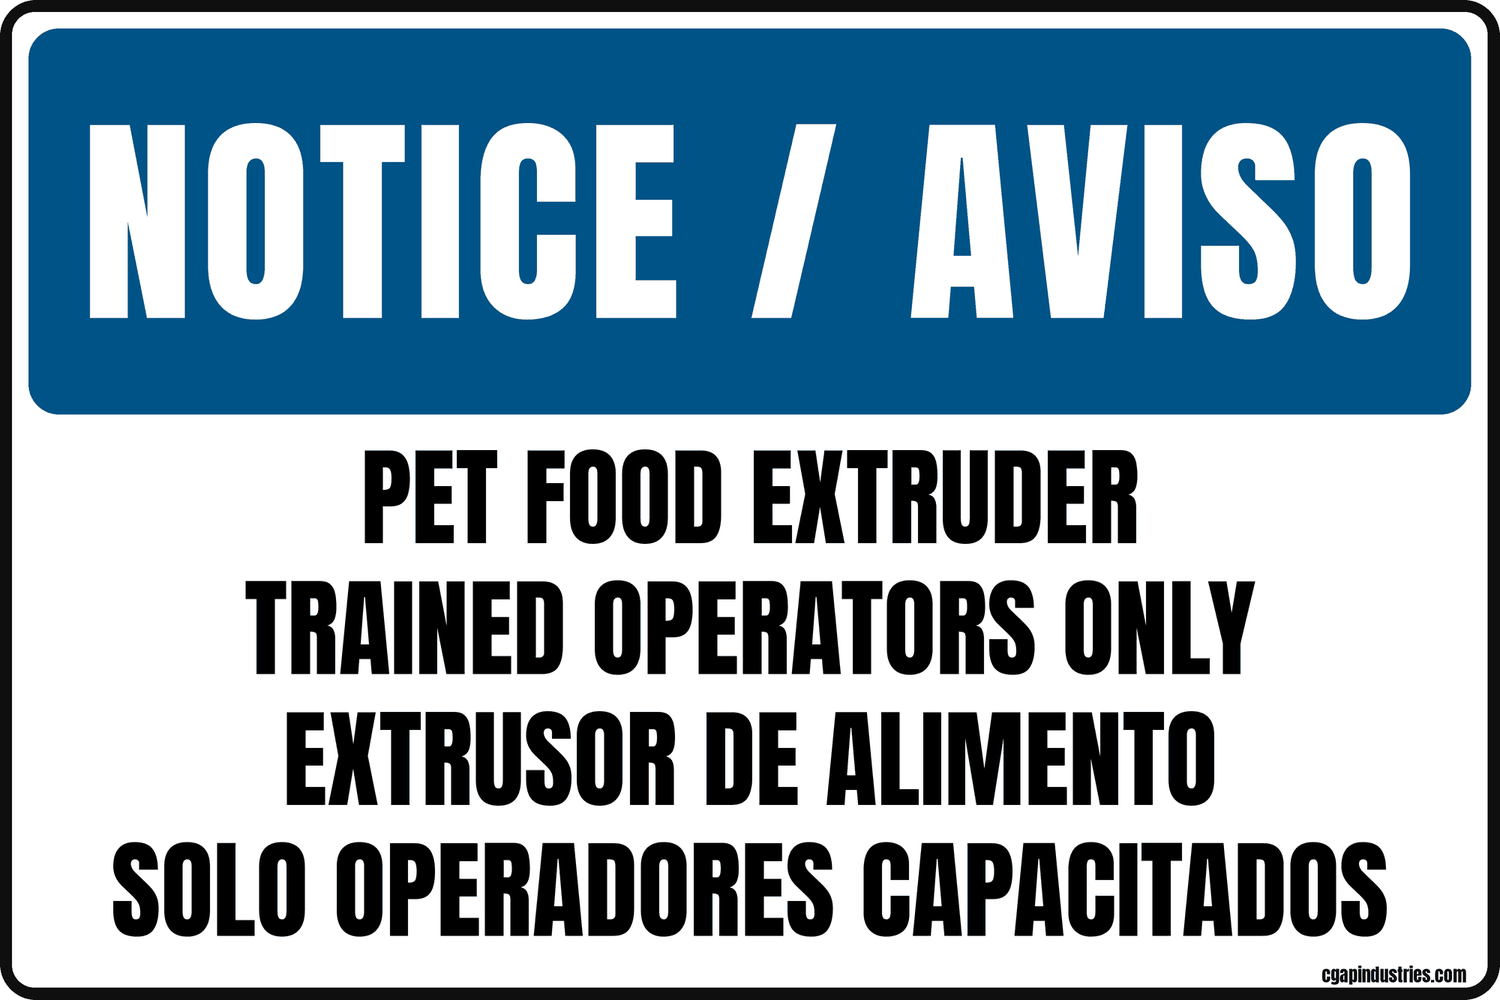 NOTICE / AVISO
PET FOOD EXTRUDER
TRAINED OPERATORS ONLY
EXTRUSOR DE ALIMENTO
SOLO OPERADORES CAPACITADOS
cgapindustries.com